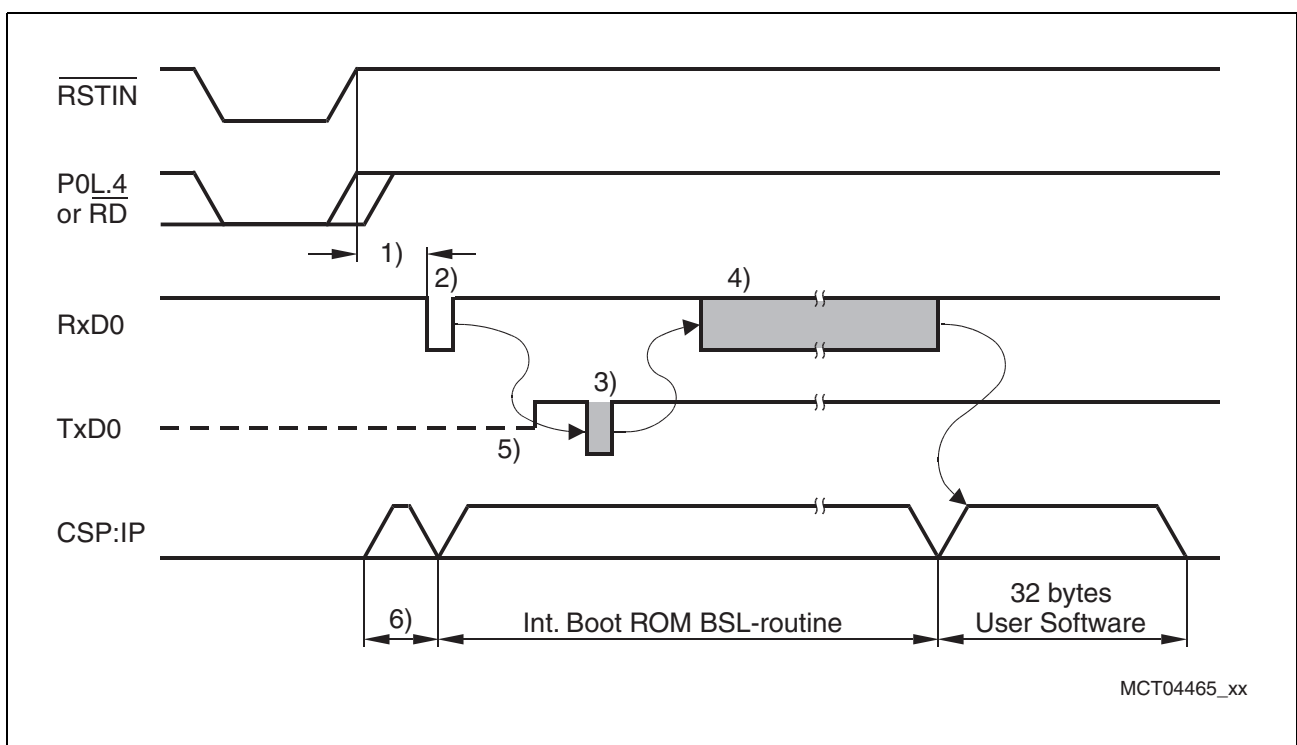 RSTIN
P0L.4
or RD
1)
2)
4)
RxD0
3)
TxD0
5)
CSP:IP
6)
Int. Boot ROM BSL-routine
32 bytes
User Software
MCT04465_xx